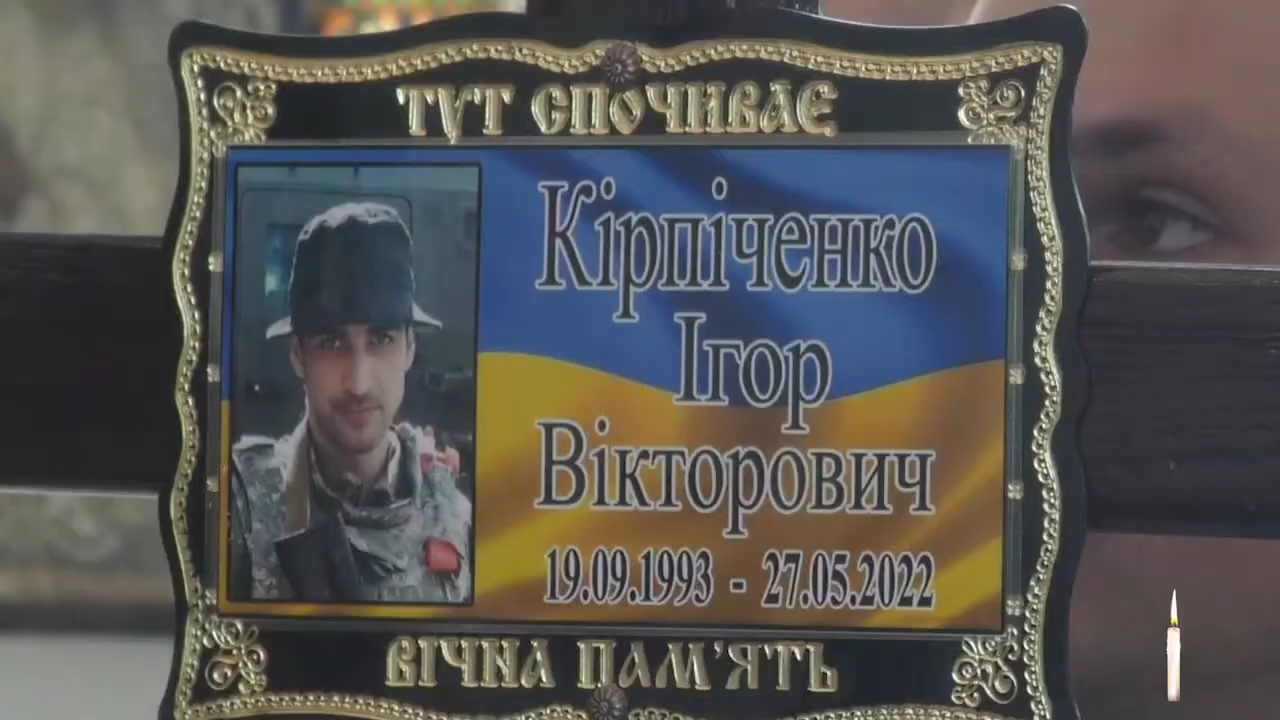 ТУТ СПОЧИВАЄ
Кірпіченко
Ігор
Вікторович
19.09.1993 - 27.05.2022
ВІЧНА ПАМ'ЯТЬ